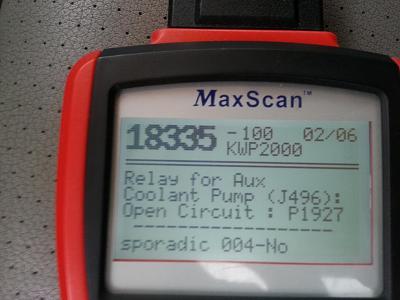 MaxScan™
18335 -100 02/06
KWP2000
Relay for Aux
Coolant Pump (J496):
Open Circuit : P1927
------------------
sporadic 004-No